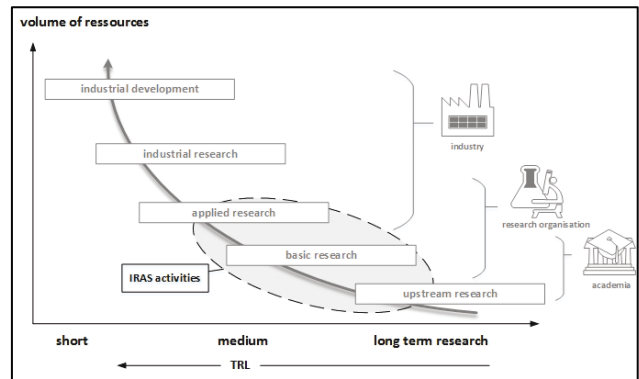 volume of ressources
industrial development
industrial research
industry
applied research
research organisation
basic research
IRAS activities
upstream research
academia
short medium long term research
TRL